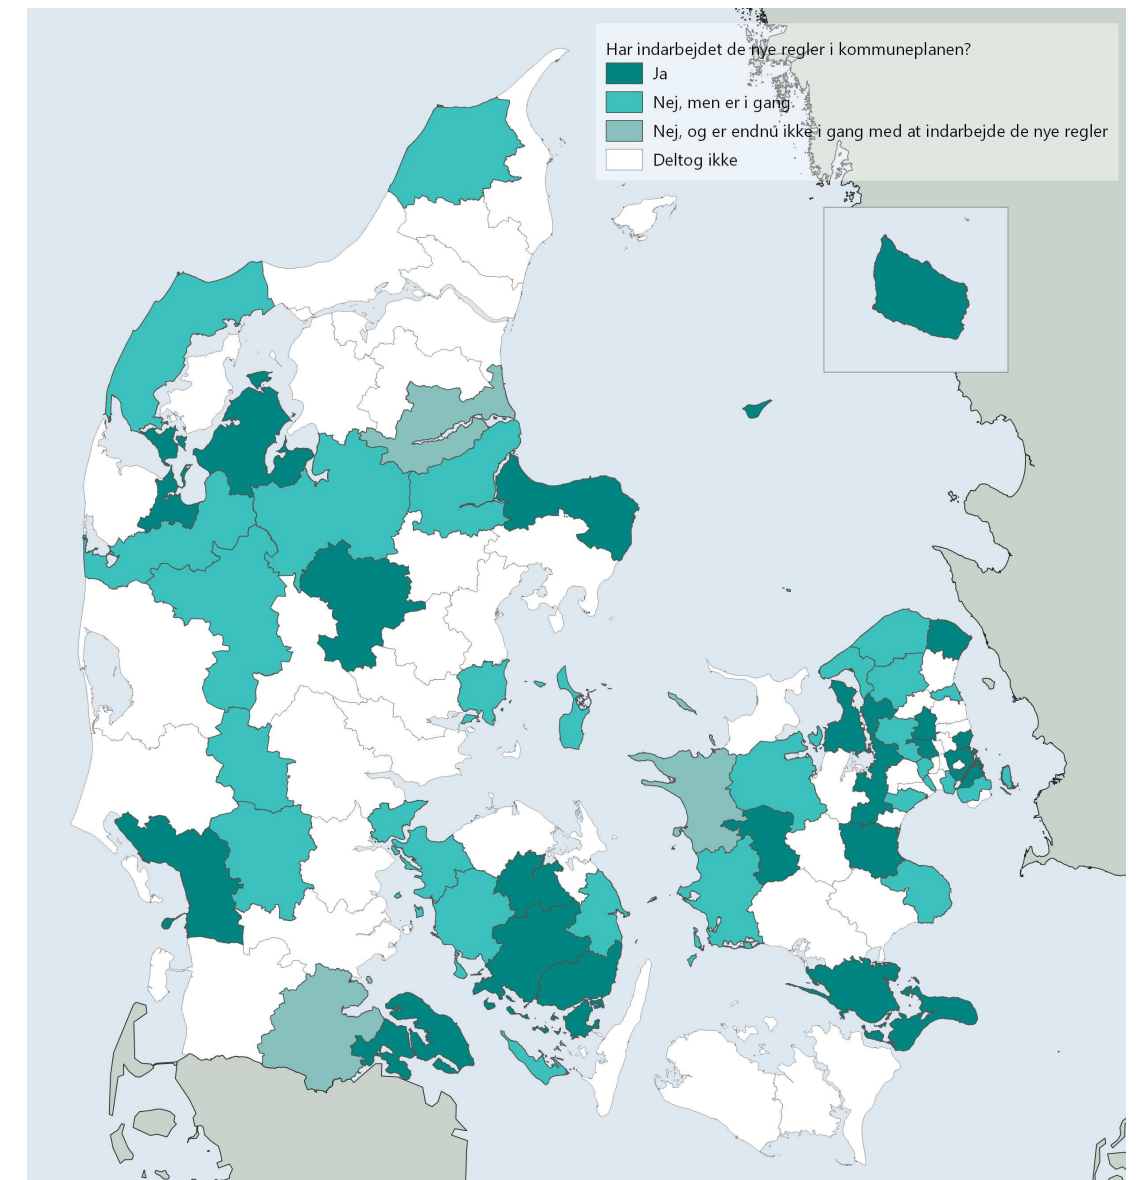 Har indarbejdet de nye regler i kommuneplanen?
Ja
Nej, men er i gang
Nej, og er endnu ikke i gang med at indarbejde de nye regler
Deltog ikke